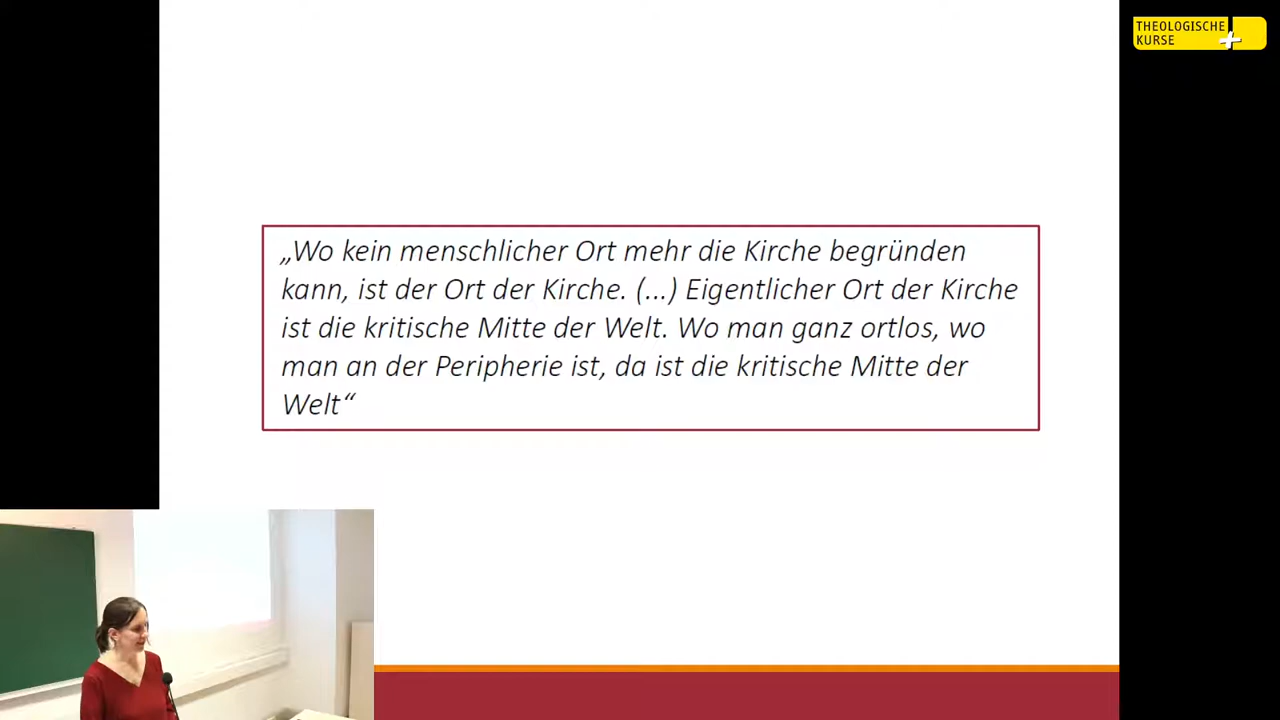 THEOLOGISCHE
KURSE
„Wo kein menschlicher Ort mehr die Kirche begründen
kann, ist der Ort der Kirche. (...) Eigentlicher Ort der Kirche
ist die kritische Mitte der Welt. Wo man ganz ortlos, wo
man an der Peripherie ist, da ist die kritische Mitte der
Welt“